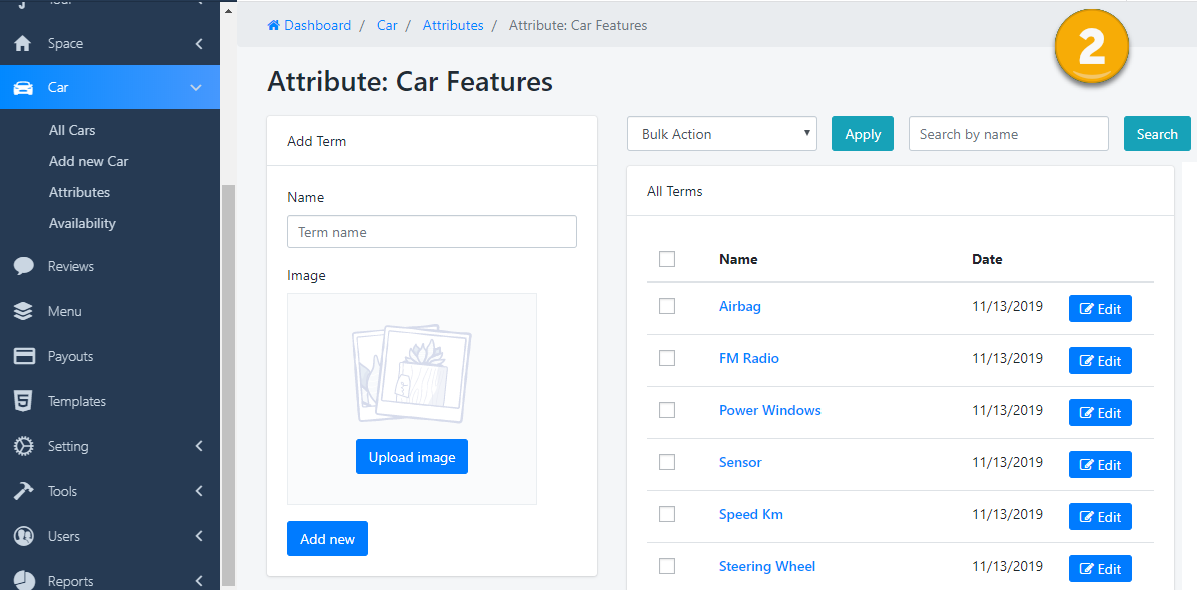 Space
Car
All Cars
Add new Car
Attributes
Availability
Reviews
Menu
Payouts
Templates
Setting
Tools
Users
Reports
Dashboard / Car / Attributes / Attribute: Car Features
2
Attribute: Car Features
Add Term
Name
Term name
Image
Upload image
Add new
Bulk Action
Apply
Search by name
Search
All Terms
Name Date
Airbag 11/13/2019 Edit
FM Radio 11/13/2019 Edit
Power Windows 11/13/2019 Edit
Sensor 11/13/2019 Edit
Speed Km 11/13/2019 Edit
Steering Wheel 11/13/2019 Edit